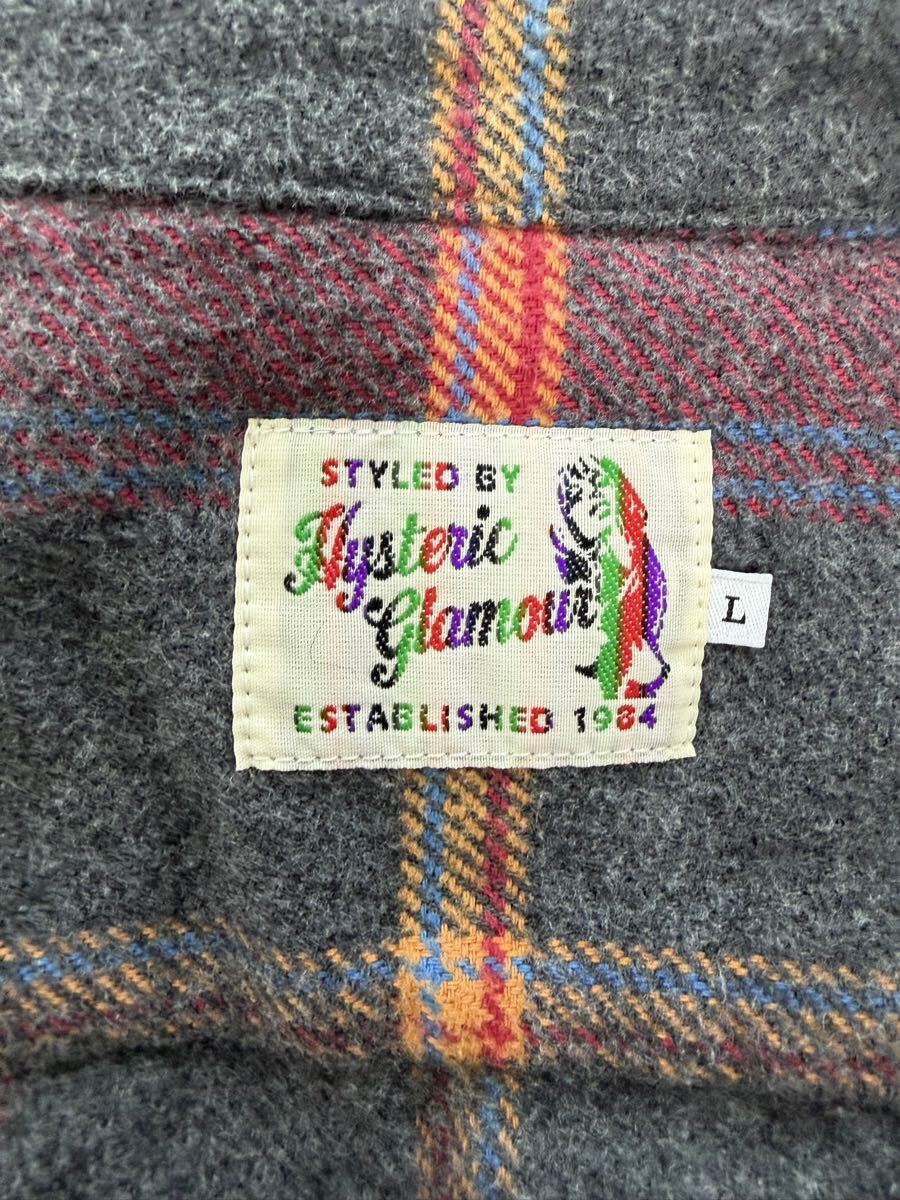 STYLED BY
Hysteric
Glamour
ESTABLISHED 1984
L